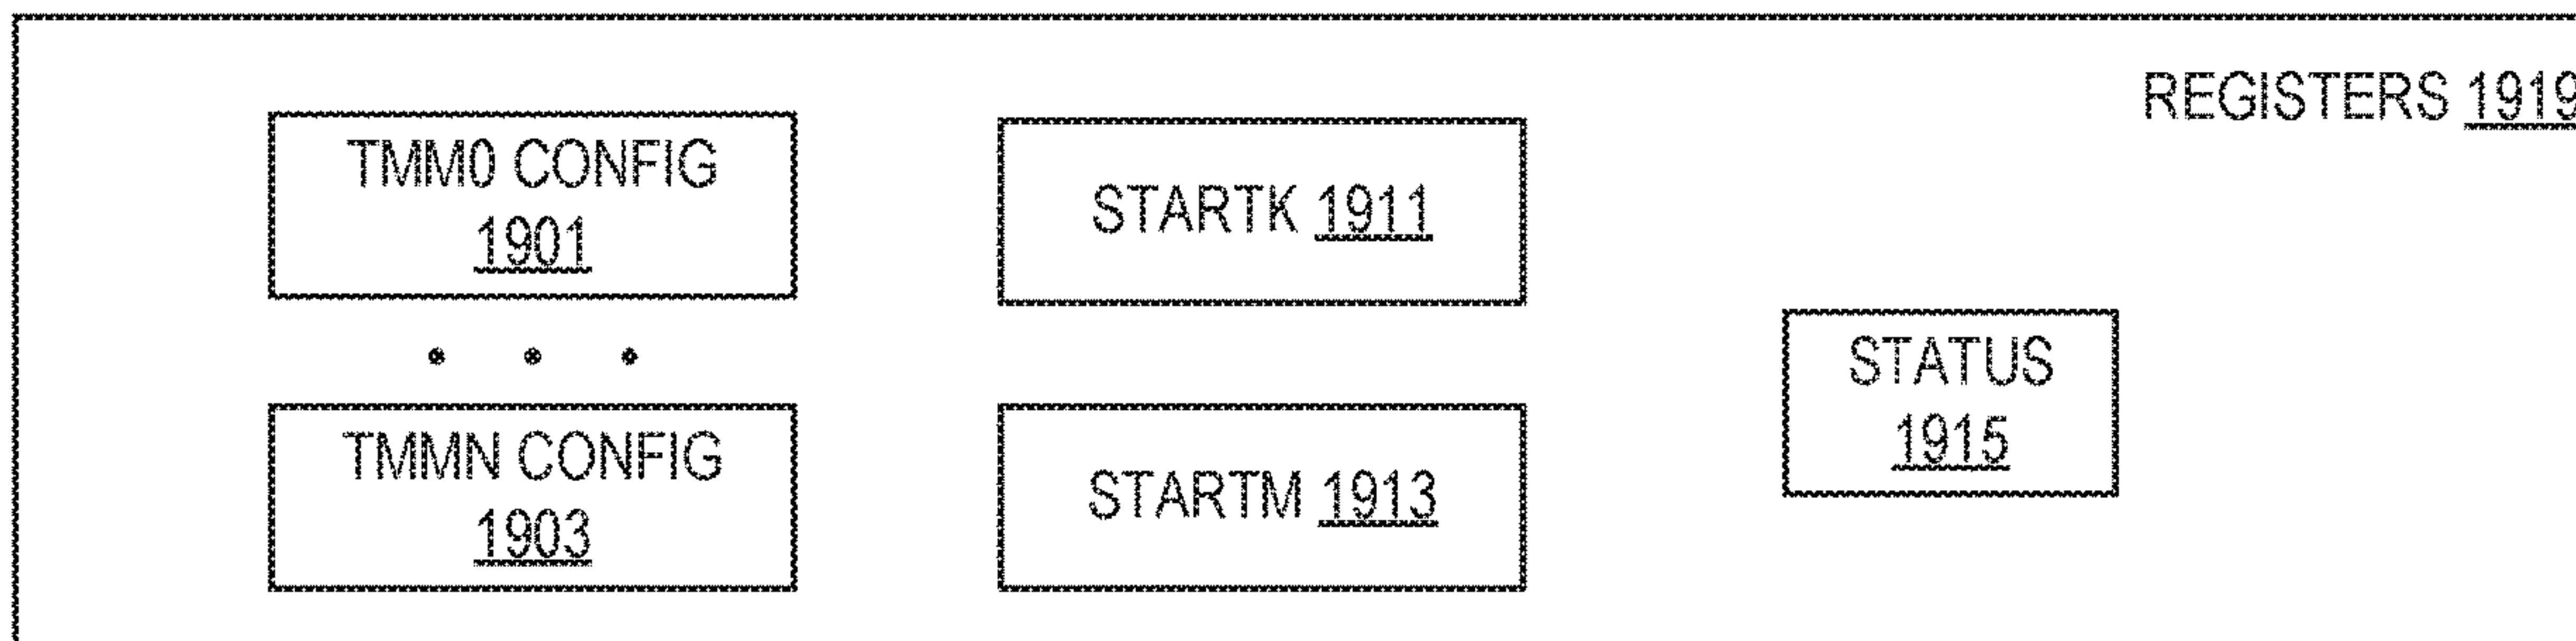 REGISTERS 1919
TMM0 CONFIG
1901
STARTK 1911
STATUS
1915
TMMN CONFIG
1903
STARTM 1913